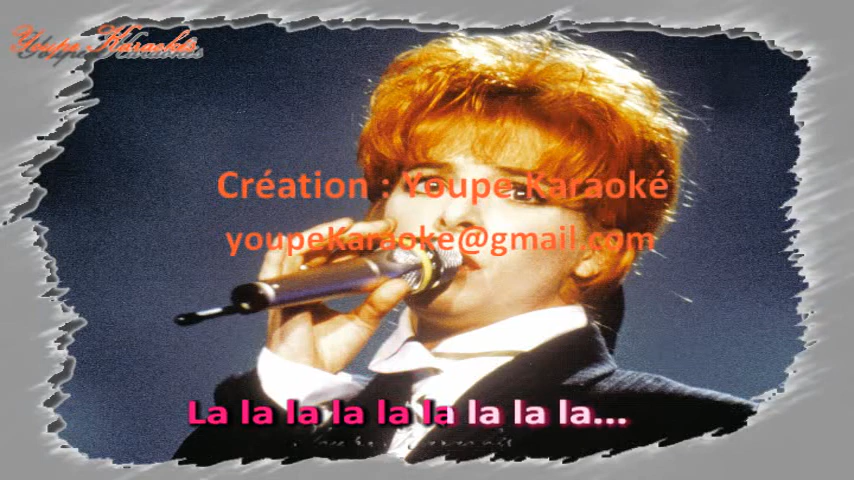 Youpe Karaoké
Création : Youpe Karaoké
youpeKaraoke@gmail.com
La la la la la la la la la...